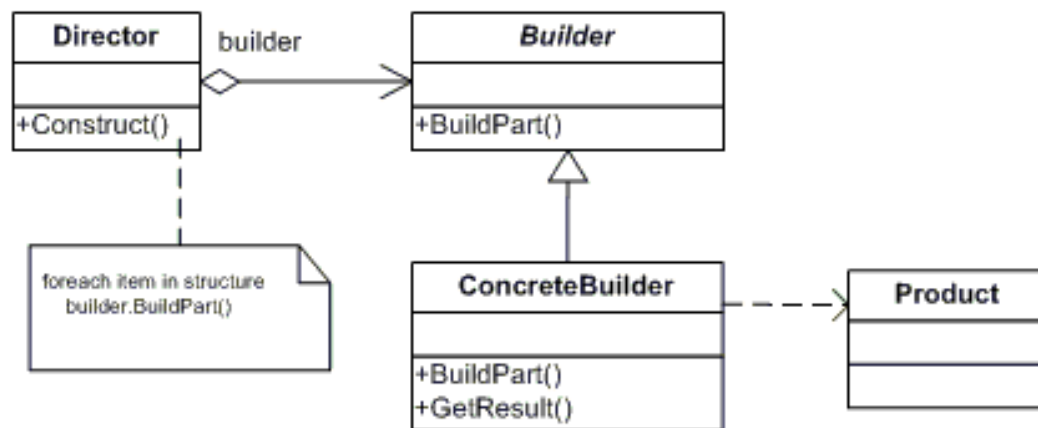 Director
builder
Builder
+Construct()
+BuildPart()
foreach item in structure
builder.BuildPart()
ConcreteBuilder
Product
+BuildPart()
+GetResult()